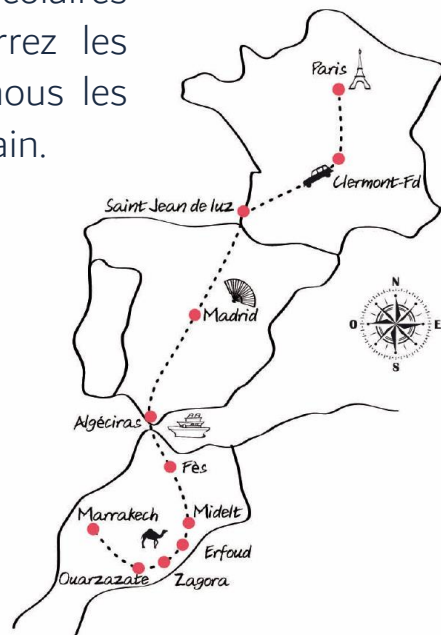 olaires
rrez les
nous les
ain.
Paris
Clermont-Fd
Saint Jean de luz
Madrid
N
O
E
S
Algéciras
Fès
Marrakech
Midelt
Erfoud
Ouarzazate
Zagora